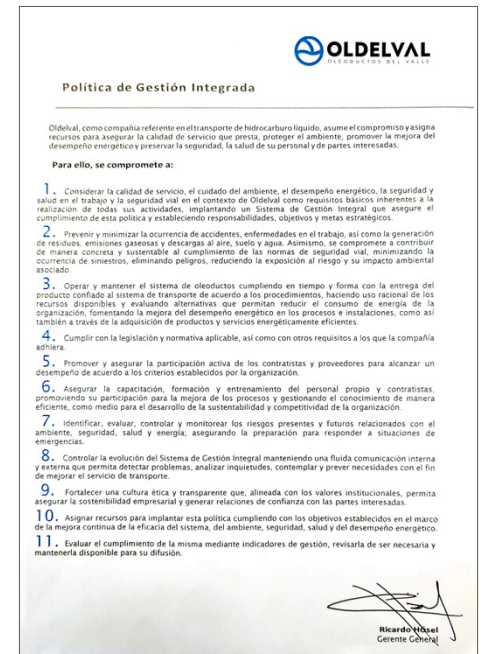 OLDELVAL
OLEODUCTOS DEL VALLE
Política de Gestión Integrada
Oldelval, como compañia referente en el transporte de hidrocarburo líquido, asume el compromiso y asigna
recursos para asegurar la calidad de servicio que presta, proteger el ambiente, promover la mejora del
desempeño energético y preservar la seguridad, la salud de su personal y de partes interesadas.
Para ello, se compromete a:
1. Considerar la calidad de servicio, el cuidado del ambiente, el desempeño energético, la seguridad y
salud en el trabajo y la seguridad vial en el contexto de Oldelval como requisitos básicos inherentes a la
realización de todas sus actividades, implantando un Sistema de Gestión Integral que asegure el
cumplimiento de esta política y estableciendo responsabilidades, objetivos y metas estratégicos.
2. Prevenir y minimizar la ocurrencia de accidentes, enfermedades en el trabajo, así como la generación
de residuos, emisiones gaseosas y descargas al aire, suelo y agua. Asimismo, se compromete a contribuir
de manera concreta y sustentable al cumplimiento de las normas de seguridad vial, minimizando la
ocurrencia de siniestros, eliminando peligros, reduciendo la exposición al riesgo y su impacto ambiental
asociado.
3. Operar y mantener el sistema de oleoductos cumpliendo en tiempo y forma con la entrega del
producto confiado al sistema de transporte de acuerdo a los procedimientos, haciendo uso racional de los
recursos disponibles y evaluando alternativas que permitan reducir el consumo de energía de la
organización, fomentando la mejora del desempeño energético en los procesos e instalaciones, como así
también a través de la adquisición de productos y servicios energéticamente eficientes.
4. Cumplir con la legislación y normativa aplicable, así como con otros requisitos a los que la compañía
adhiera.
5. Promover y asegurar la participación activa de los contratistas y proveedores para alcanzar un
desempeño de acuerdo a los criterios establecidos por la organización.
6. Asegurar la capacitación, formación y entrenamiento del personal propio y contratistas,
promoviendo su participación para la mejora de los procesos y gestionando el conocimiento de manera
eficiente, como medio para el desarrollo de la sustentabilidad y competitividad de la organización.
7. Identificar, evaluar, controlar y monitorear los riesgos presentes y futuros relacionados con el
ambiente, seguridad, salud y energía; asegurando la preparación para responder a situaciones de
emergencias.
8. Controlar la evolución del Sistema de Gestión Integral manteniendo una fluida comunicación interna
y externa que permita detectar problemas, analizar inquietudes, contemplar y prever necesidades con el fin
de mejorar el servicio de transporte.
9. Fortalecer una cultura ética y transparente que, alineada con los valores institucionales, permita
asegurar la sostenibilidad empresarial y generar relaciones de confianza con las partes interesadas.
10. Asignar recursos para implantar esta política cumpliendo con los objetivos establecidos en el marco
de la mejora continua de la eficacia del sistema, del ambiente, seguridad, salud y del desempeño energético.
11. Evaluar el cumplimiento de la misma mediante indicadores de gestión, revisarla de ser necesaria y
mantenerla disponible para su difusión.
Ricardo Hösel
Gerente General